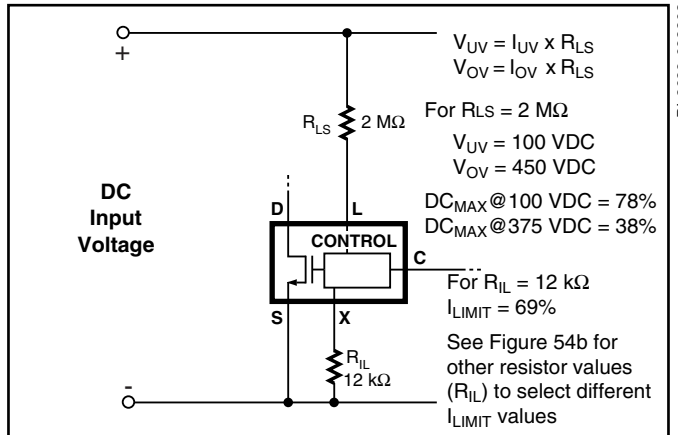 +
V_UV = I_UV x R_LS
V_OV = I_OV x R_LS
R_LS
2 MΩ
For RLS = 2 MΩ
V_UV = 100 VDC
V_OV = 450 VDC
DC_MAX@100 VDC = 78%
DC_MAX@375 VDC = 38%
DC
Input
Voltage
D
L
CONTROL
C
For R_IL = 12 kΩ
I_LIMIT = 69%
S
X
R_IL
12 kΩ
See Figure 54b for
other resistor values
(R_IL) to select different
I_LIMIT values
-